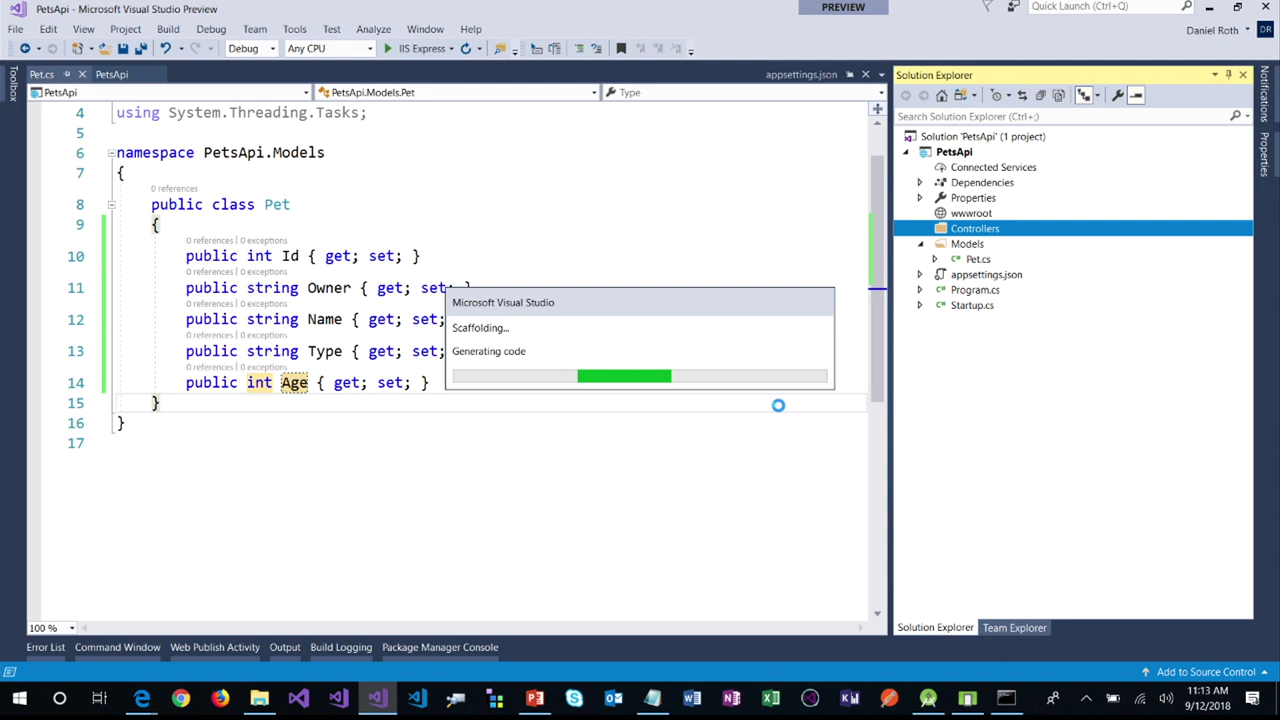 PetsApi - Microsoft Visual Studio Preview
PREVIEW
Quick Launch (Ctrl+Q)
File Edit View Project Build Debug Team Tools Test Analyze Window Help
Daniel Roth
DR
Debug Any CPU IIS Express
Toolbox
Pet.cs PetsApi appsettings.json
PetsApi PetsApi.Models.Pet Type
4 using System.Threading.Tasks;
5
6 namespace PetsApi.Models
7 {
0 references
8 public class Pet
9 {
0 references | 0 exceptions
10 public int Id { get; set; }
0 references | 0 exceptions
11 public string Owner { get; set; }
0 references | 0 exceptions
12 public string Name { get; set;
0 references | 0 exceptions
13 public string Type { get; set;
0 references | 0 exceptions
14 public int Age { get; set; }
15 }
16 }
17
Microsoft Visual Studio
Scaffolding...
Generating code
100 %
Solution Explorer
Search Solution Explorer (Ctrl+;)
Solution 'PetsApi' (1 project)
PetsApi
Connected Services
Dependencies
Properties
wwwroot
Controllers
Models
Pet.cs
appsettings.json
Program.cs
Startup.cs
Solution Explorer Team Explorer
Notifications
Properties
Error List Command Window Web Publish Activity Output Build Logging Package Manager Console
Add to Source Control
11:13 AM
9/12/2018